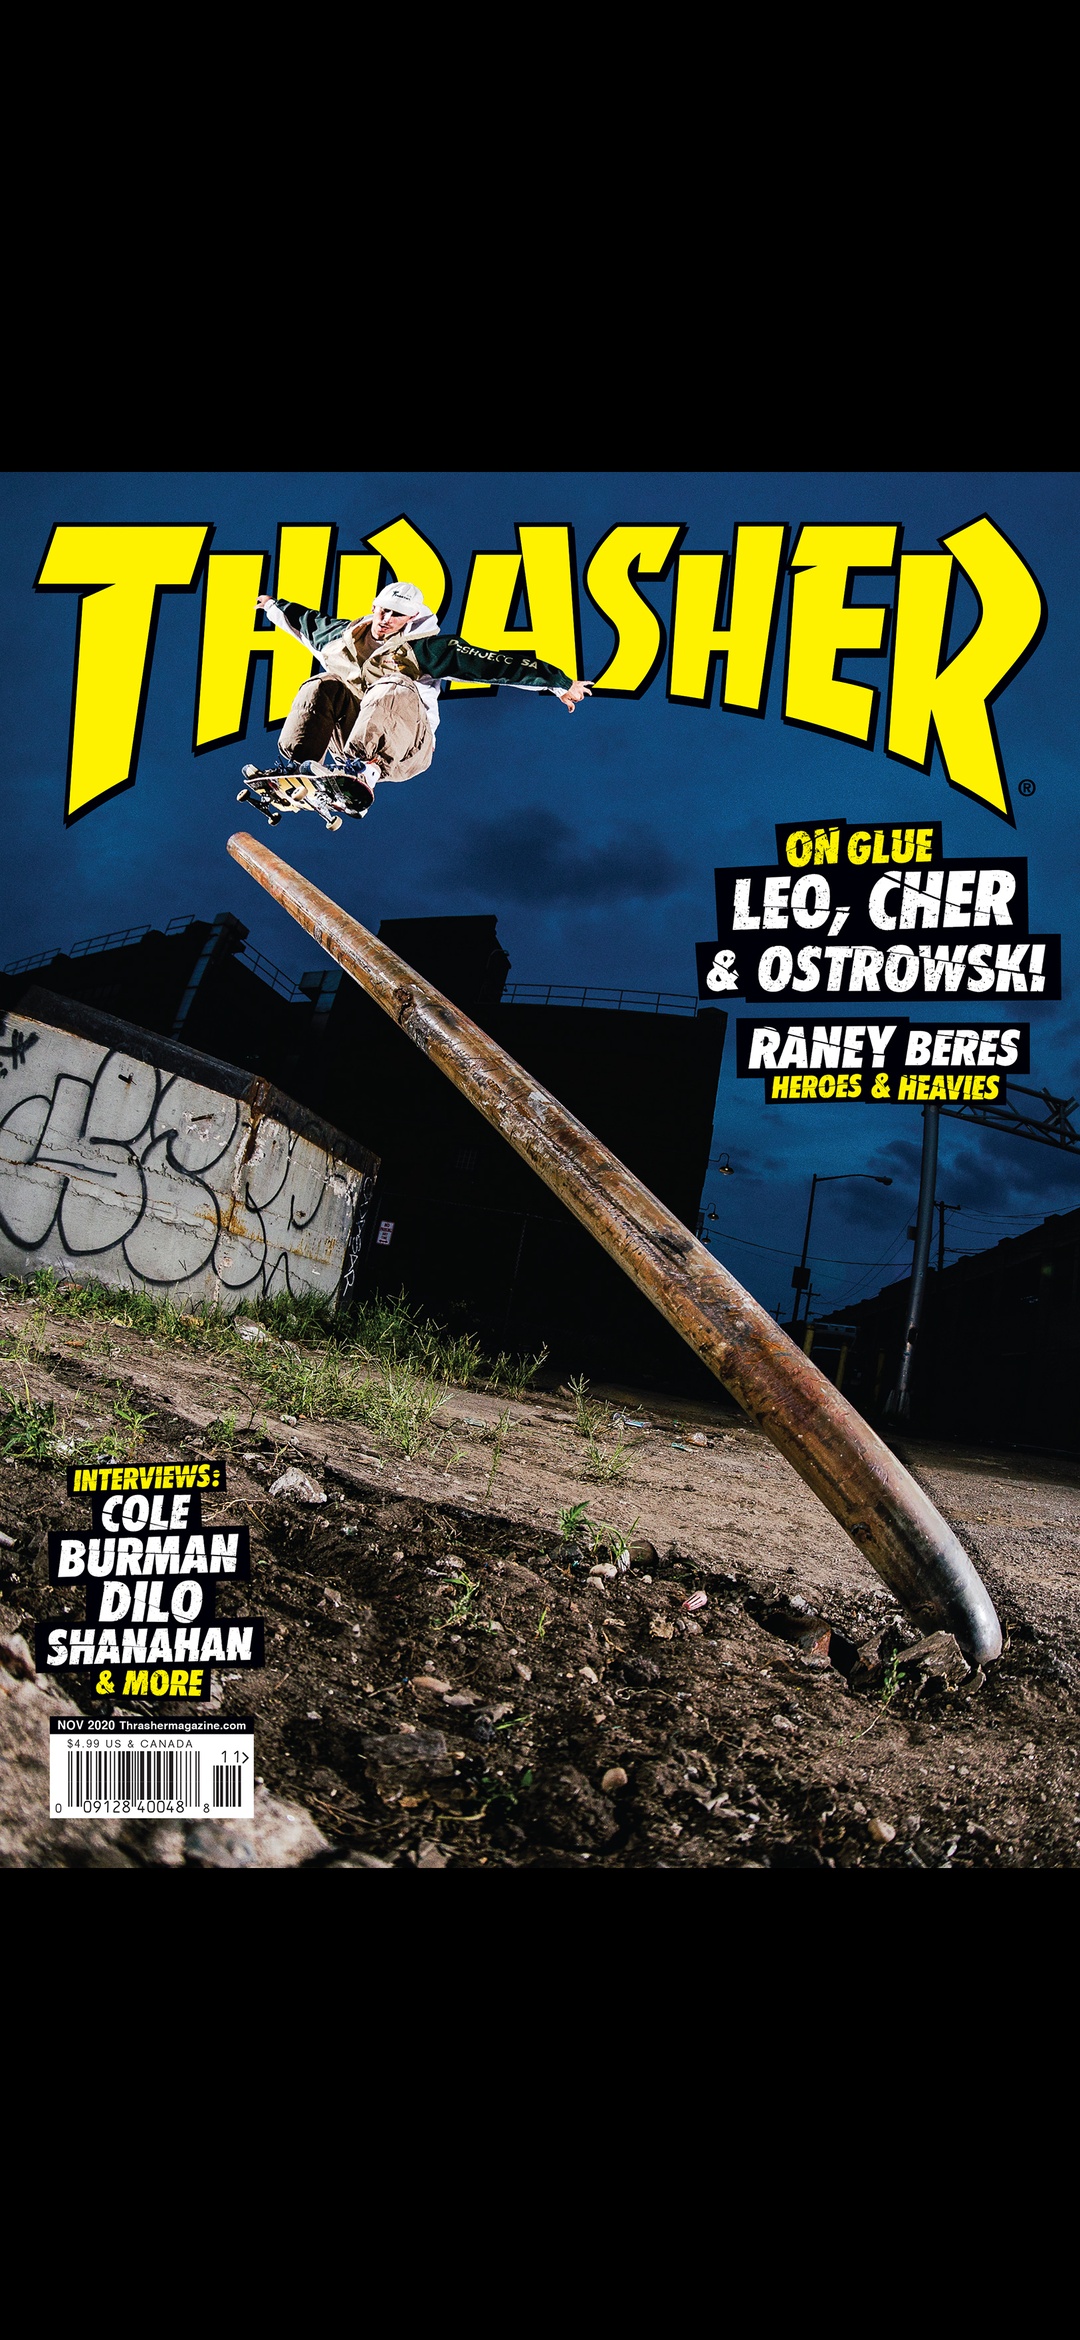 THRASHER
®
ON GLUE
LEO, CHER
& OSTROWSKI
RANEY BERES
HEROES & HEAVIES
INTERVIEWS:
COLE
BURMAN
DILO
SHANAHAN
& MORE
NOV 2020 Thrashermagazine.com
$4.99 US & CANADA
11>
0 09128 40048 8